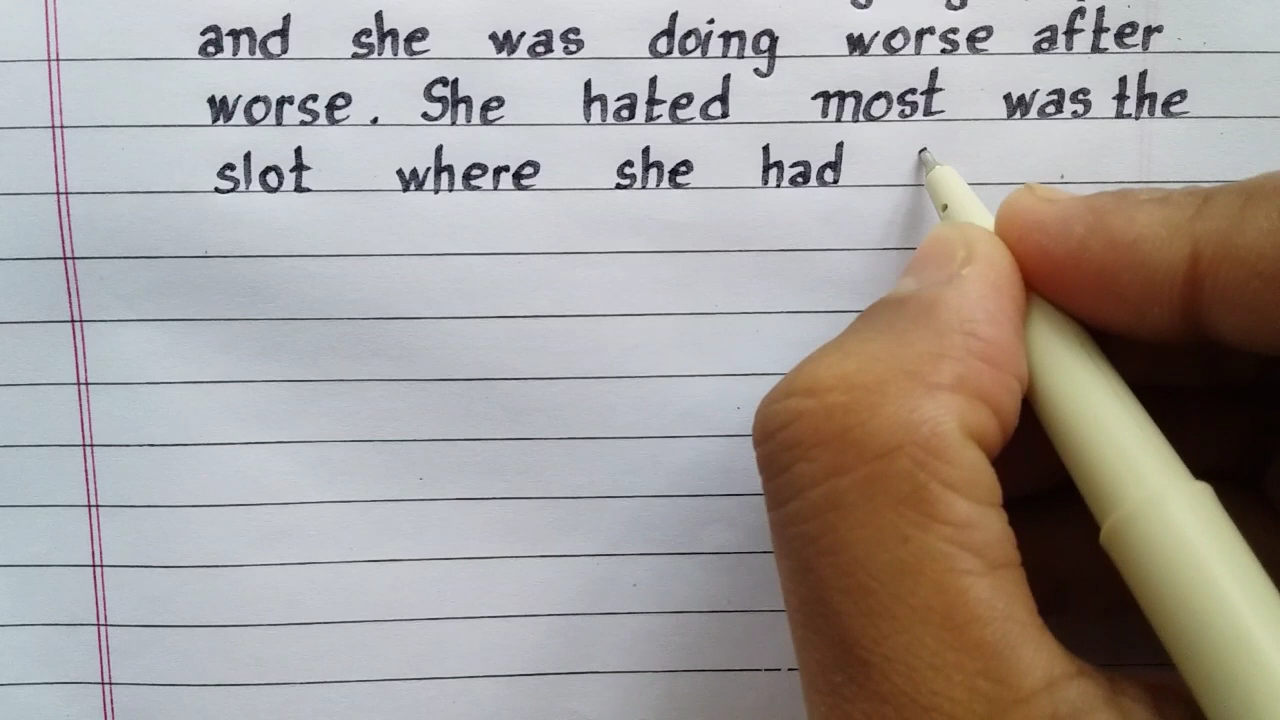 and she was doing worse after
worse. She hated most was the
slot where she had